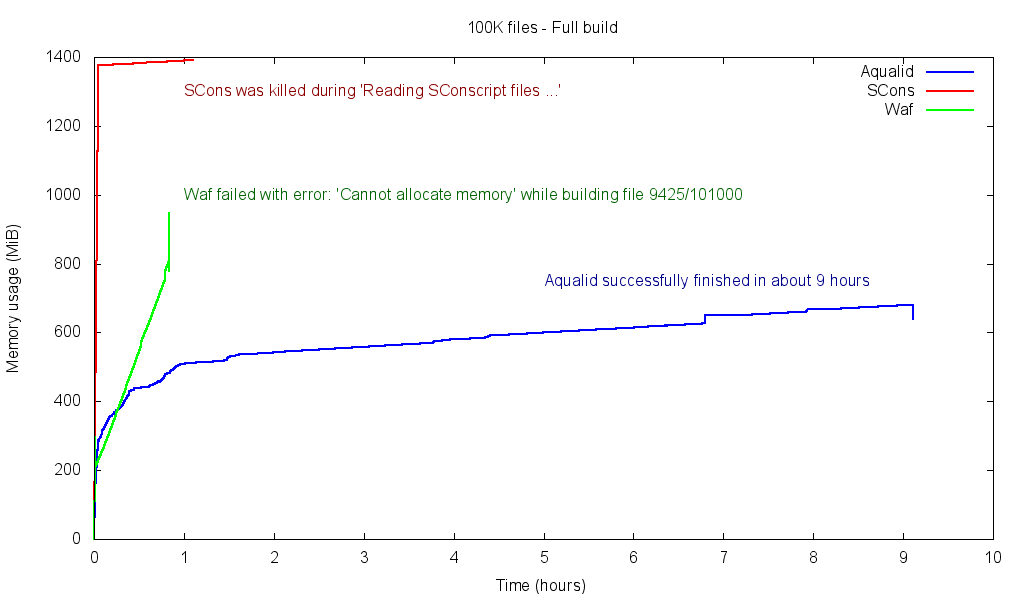 100K files - Full build
1400
1200
1000
800
600
400
200
0
Memory usage (MiB)
Aqualid
SCons
Waf
SCons was killed during 'Reading SConscript files ...'
Waf failed with error: 'Cannot allocate memory' while building file 9425/101000
Aqualid successfully finished in about 9 hours
0 1 2 3 4 5 6 7 8 9 10
Time (hours)